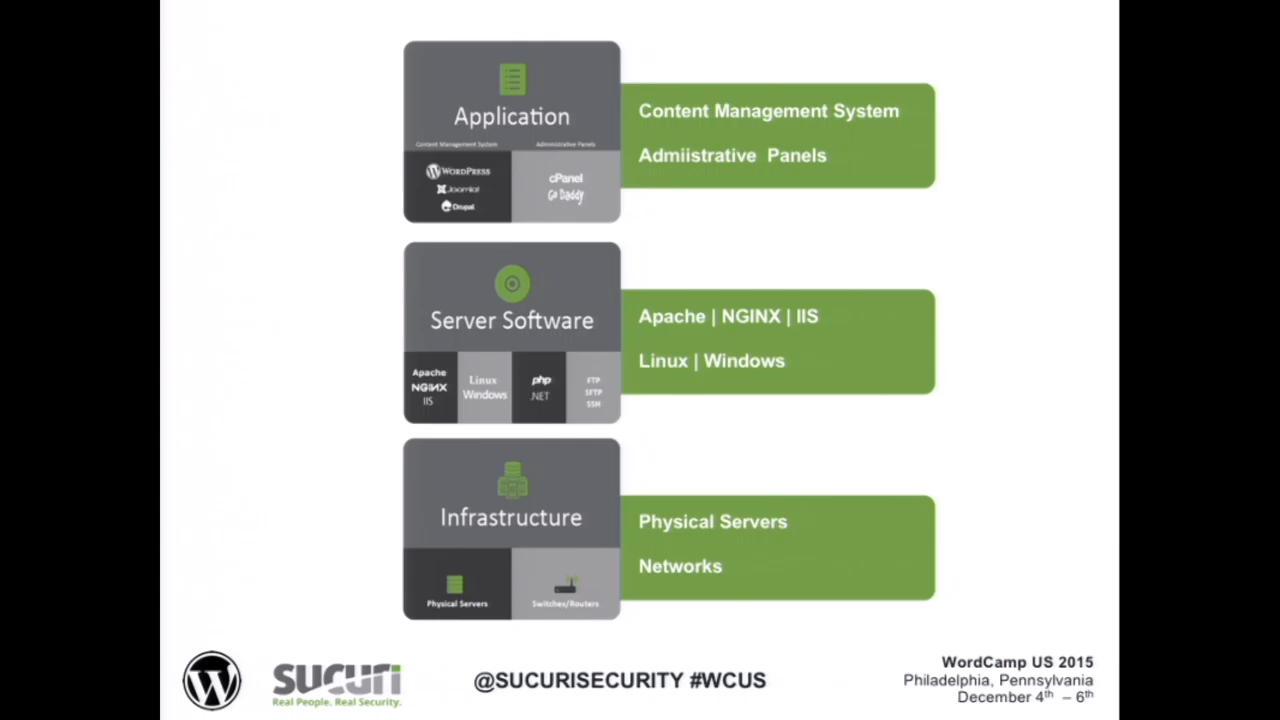 Application
Content Management System
Administrative Panels
WORDPRESS
Joomla!
Drupal
cPanel
Go Daddy
Content Management System
Admiistrative Panels
Server Software
Apache
NGINX
IIS
Linux
Windows
php
.NET
FTP
SFTP
SSH
Apache | NGINX | IIS
Linux | Windows
Infrastructure
Physical Servers
Switches/Routers
Physical Servers
Networks
W
SUCURI
Real People. Real Security.
@SUCURISECURITY #WCUS
WordCamp US 2015
Philadelphia, Pennsylvania
December 4th – 6th